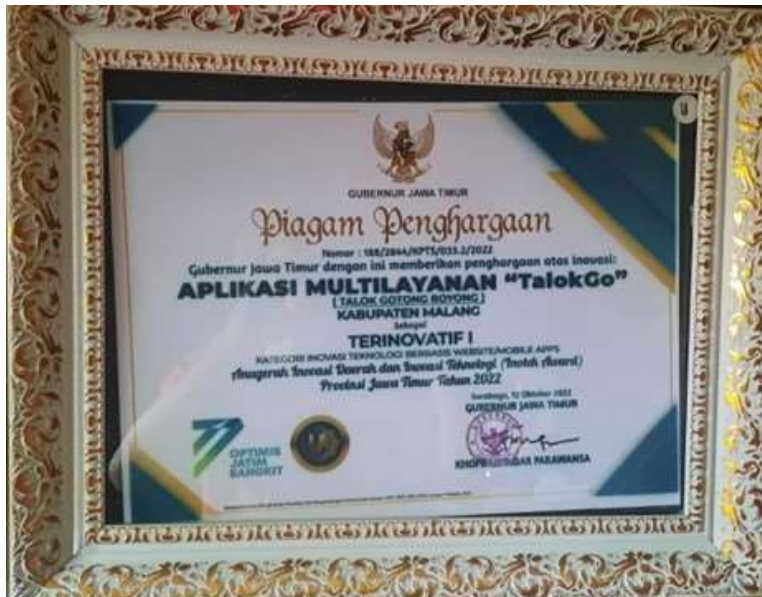 GUBERNUR JAWA TIMUR
Piagam Penghargaan
Nomor : 188/2844/KPTS/033.2/2022
Gubernur Jawa Timur dengan ini memberikan penghargaan atas inovasi:
APLIKASI MULTILAYANAN “TalokGo”
( TALOK GOTONG ROYONG )
KABUPATEN MALANG
Sebagai
TERINOVATIF I
KATEGORI INOVASI TEKNOLOGI BERBASIS WEBSITE/MOBILE APPS
Anugerah Inovasi Daerah dan Inovasi Teknologi (Inotek Award)
Provinsi Jawa Timur Tahun 2022
Surabaya, 12 Oktober 2022
GUBERNUR JAWA TIMUR
OPTIMIS
JATIM
BANGKIT
PARAWANSA